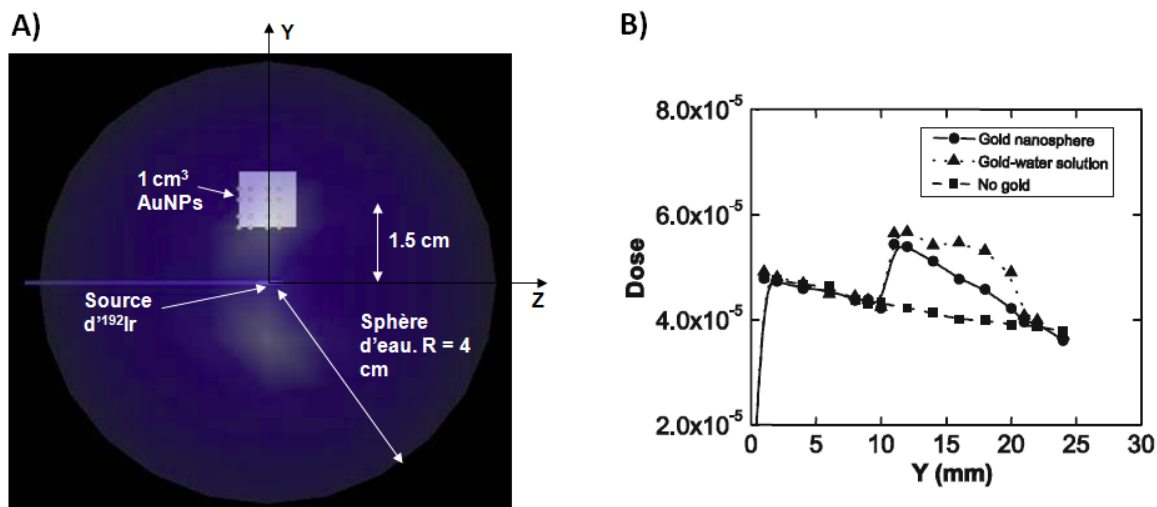 A)
Y
1 cm³
AuNPs
1.5 cm
Z
Source
d'¹⁹²Ir
Sphère
d'eau. R = 4
cm
B)
8.0x10⁻⁵
6.0x10⁻⁵
4.0x10⁻⁵
2.0x10⁻⁵
Dose
Gold nanosphere
Gold-water solution
No gold
0 5 10 15 20 25 30
Y (mm)